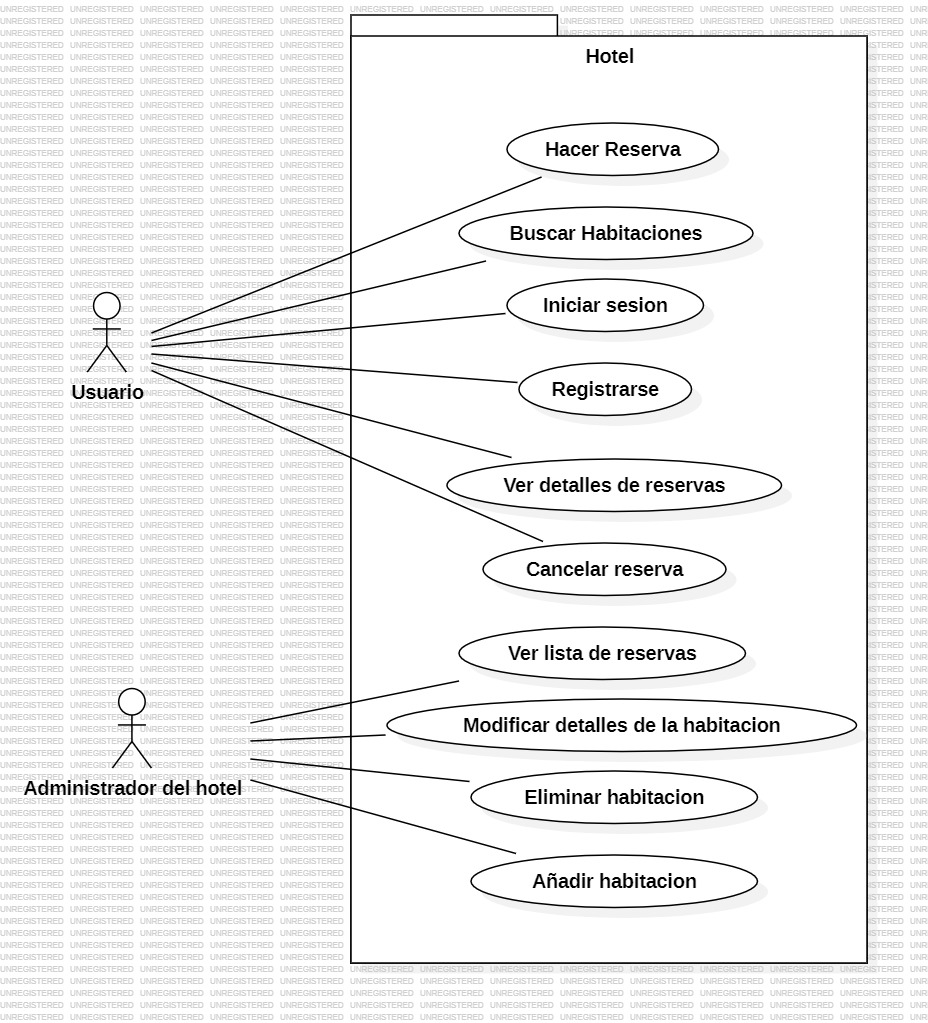 Hotel
Hacer Reserva
Buscar Habitaciones
Iniciar sesion
Registrarse
Usuario
Ver detalles de reservas
Cancelar reserva
Ver lista de reservas
Modificar detalles de la habitacion
Administrador del hotel
Eliminar habitacion
Añadir habitacion
UNREGISTERED